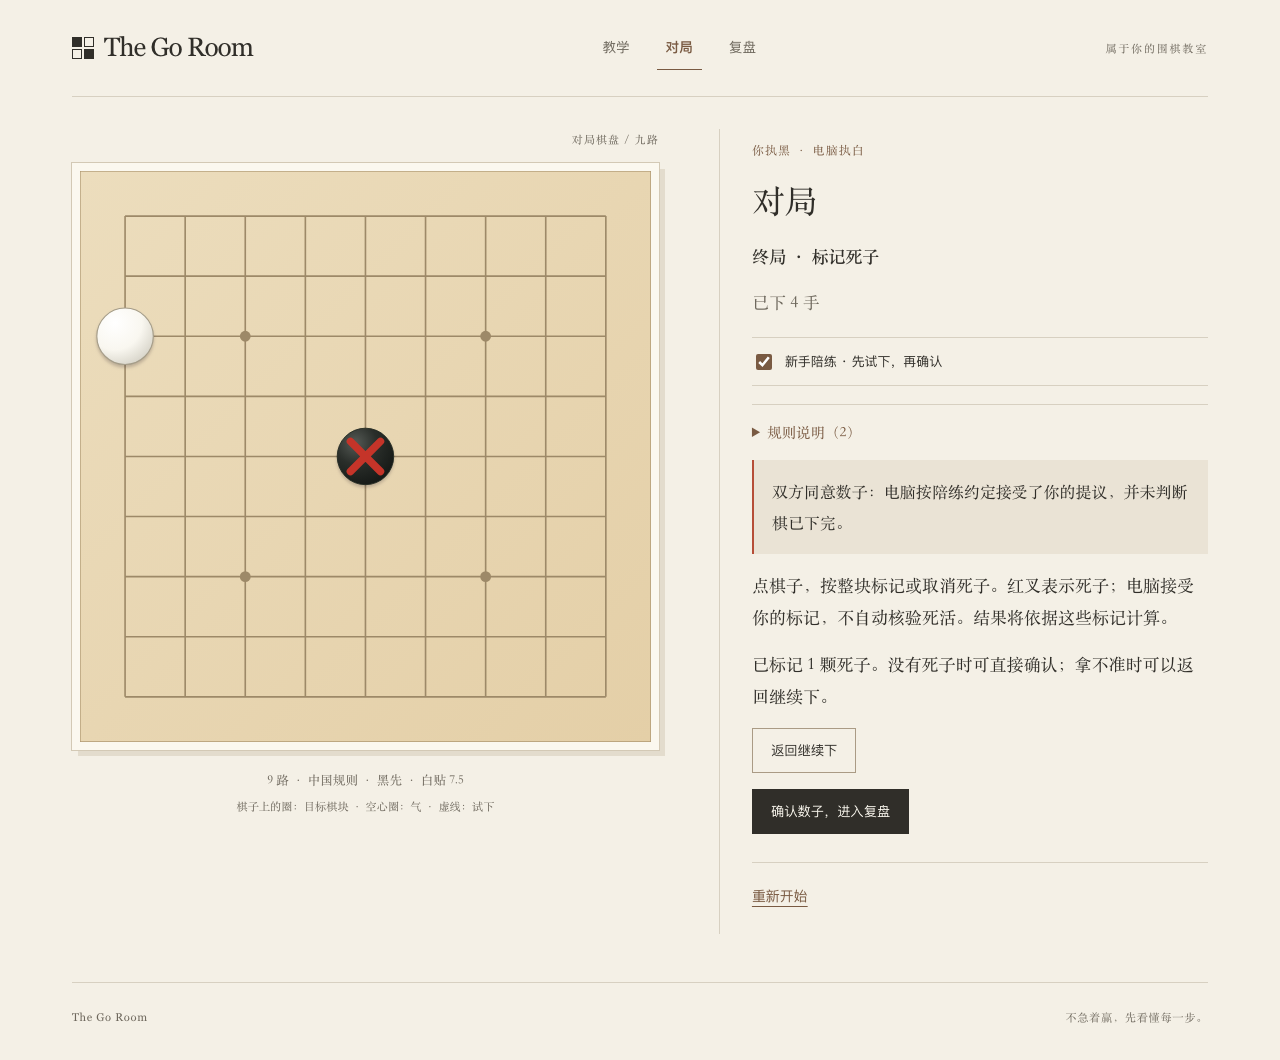 The Go Room
教学
对局
复盘
属于你的围棋教室
对局棋盘 / 九路
9 路 · 中国规则 · 黑先 · 白贴 7.5
棋子上的圈：目标棋块 · 空心圈：气 · 虚线：试下
你执黑 · 电脑执白
对局
终局 · 标记死子
已下 4 手
新手陪练 · 先试下，再确认
规则说明（2）
双方同意数子：电脑按陪练约定接受了你的提议，并未判断
棋已下完。
点棋子，按整块标记或取消死子。红叉表示死子；电脑接受
你的标记，不自动核验死活。结果将依据这些标记计算。
已标记 1 颗死子。没有死子时可直接确认；拿不准时可以返
回继续下。
返回继续下
确认数子，进入复盘
重新开始
The Go Room
不急着赢，先看懂每一步。